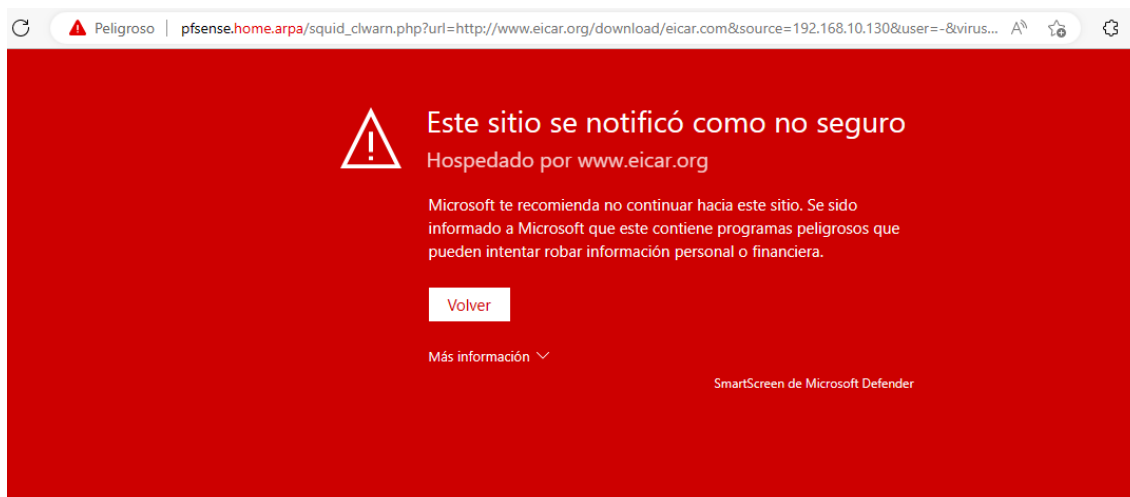 Peligroso | pfsense.home.arpa/squid_clwarn.php?url=http://www.eicar.org/download/eicar.com&source=192.168.10.130&user=-&virus...
Este sitio se notificó como no seguro
Hospedado por www.eicar.org
Microsoft te recomienda no continuar hacia este sitio. Se sido
informado a Microsoft que este contiene programas peligrosos que
pueden intentar robar información personal o financiera.
Volver
Más información
SmartScreen de Microsoft Defender